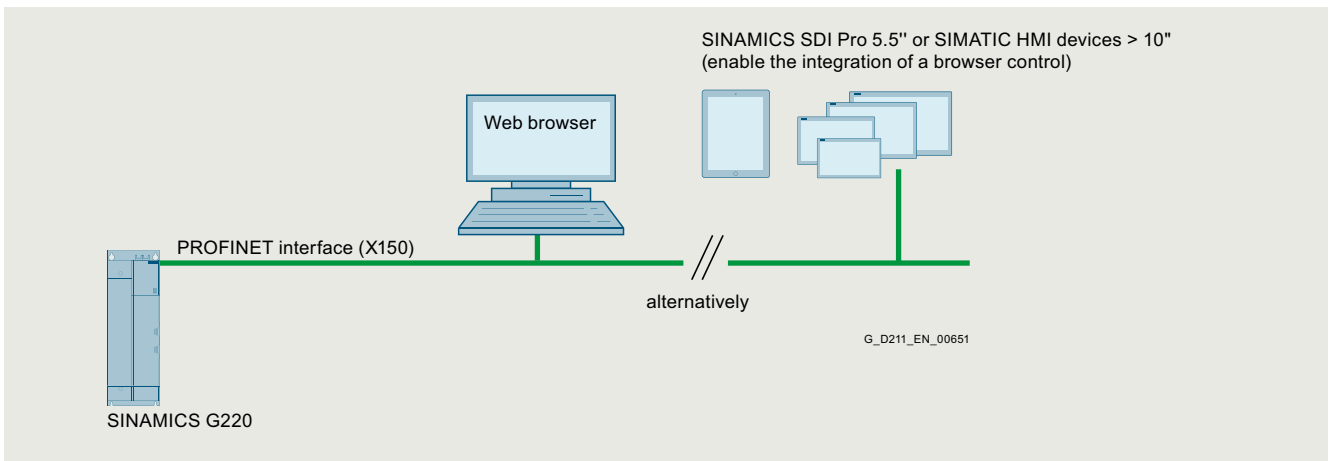 SINAMICS SDI Pro 5.5'' or SIMATIC HMI devices > 10"
(enable the integration of a browser control)
Web browser
PROFINET interface (X150)
alternatively
G_D211_EN_00651
SINAMICS G220